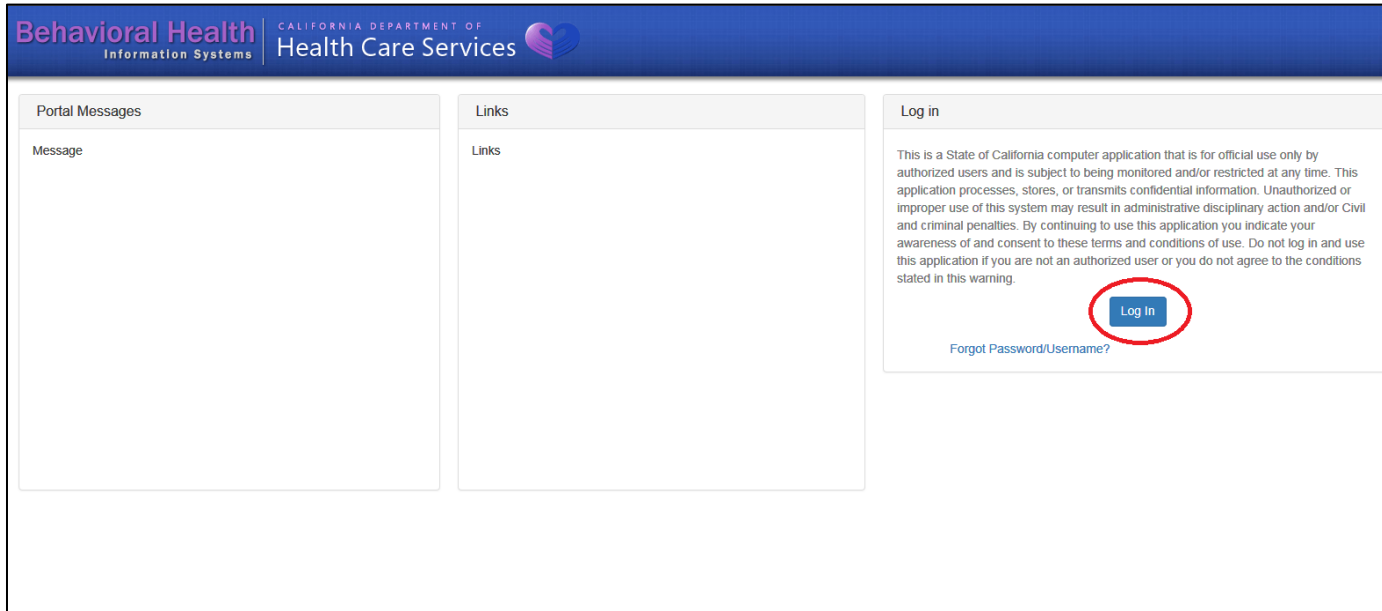 Behavioral Health
Information Systems
CALIFORNIA DEPARTMENT OF
Health Care Services
Portal Messages
Message
Links
Links
Log in
This is a State of California computer application that is for official use only by
authorized users and is subject to being monitored and/or restricted at any time. This
application processes, stores, or transmits confidential information. Unauthorized or
improper use of this system may result in administrative disciplinary action and/or Civil
and criminal penalties. By continuing to use this application you indicate your
awareness of and consent to these terms and conditions of use. Do not log in and use
this application if you are not an authorized user or you do not agree to the conditions
stated in this warning.
Log In
Forgot Password/Username?